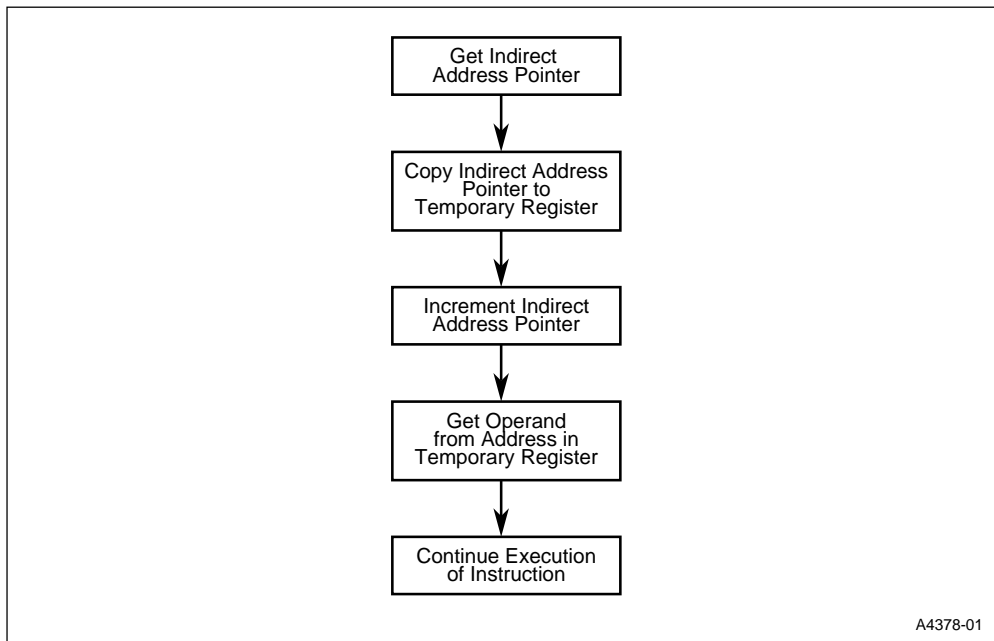 Get Indirect
Address Pointer
Copy Indirect Address
Pointer to
Temporary Register
Increment Indirect
Address Pointer
Get Operand
from Address in
Temporary Register
Continue Execution
of Instruction
A4378-01